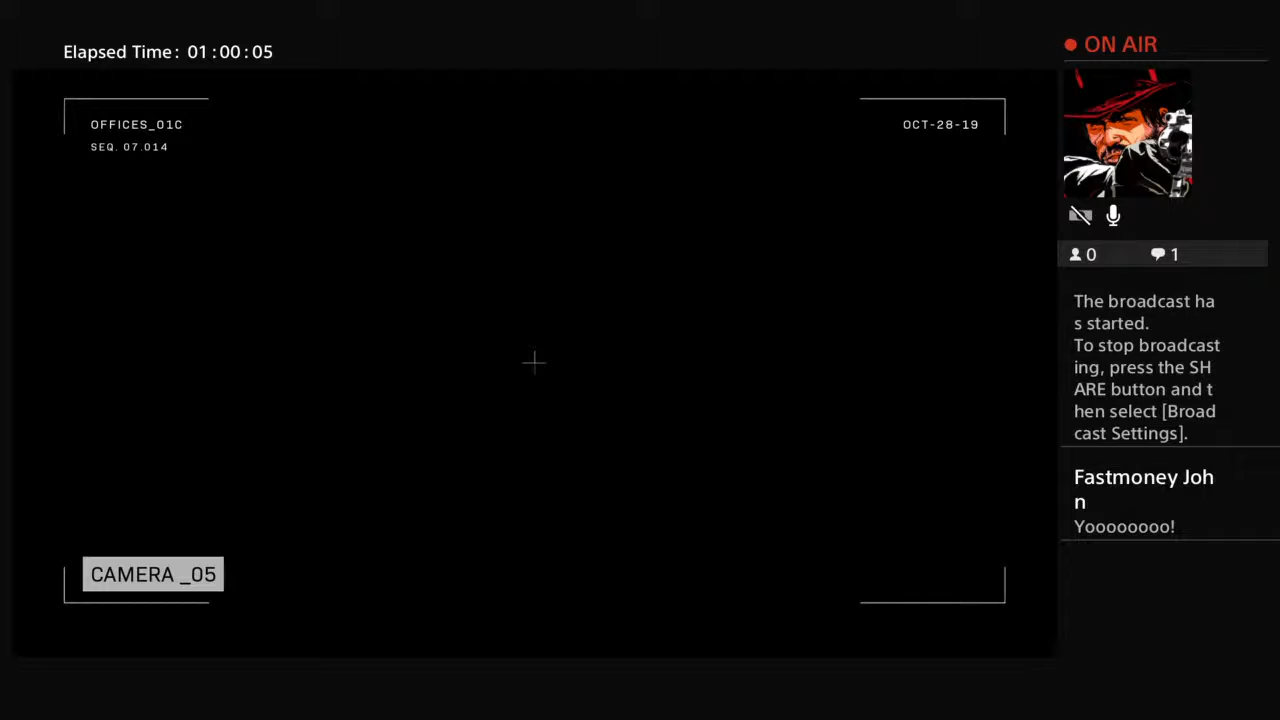 Elapsed Time: 01:00:05
OFFICES_01C
SEQ. 07.014
OCT-28-19
CAMERA _05
ON AIR
0
1
The broadcast ha
s started.
To stop broadcast
ing, press the SH
ARE button and t
hen select [Broad
cast Settings].
Fastmoney Joh
n
Yoooooooo!